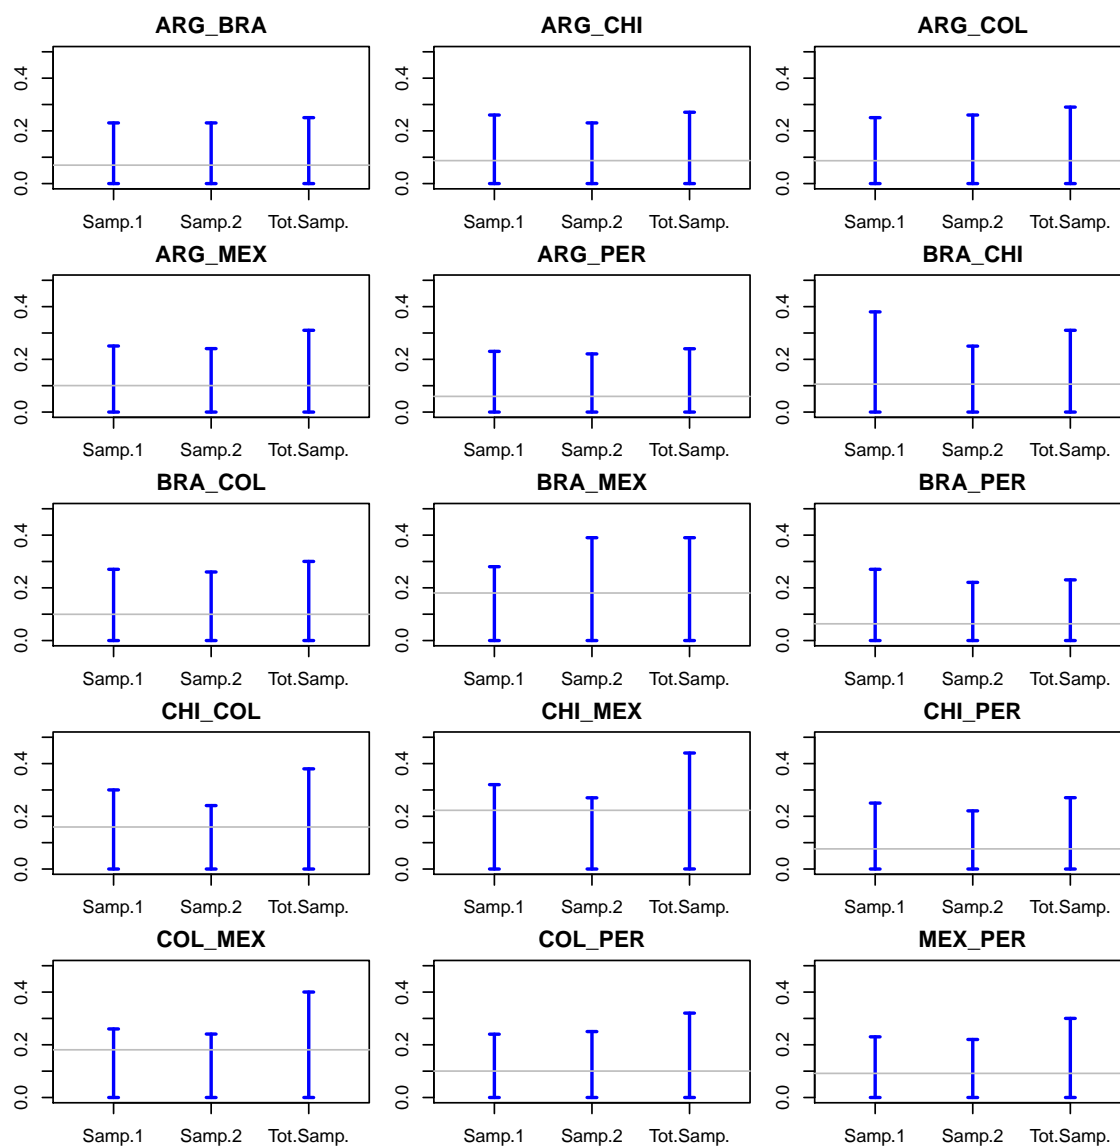 ARG_BRA ARG_CHI ARG_COL
0.4 0.4 0.4
0.2 0.2 0.2
0.0 0.0 0.0
Samp.1 Samp.2 Tot.Samp. Samp.1 Samp.2 Tot.Samp. Samp.1 Samp.2 Tot.Samp.
ARG_MEX ARG_PER BRA_CHI
0.4 0.4 0.4
0.2 0.2 0.2
0.0 0.0 0.0
Samp.1 Samp.2 Tot.Samp. Samp.1 Samp.2 Tot.Samp. Samp.1 Samp.2 Tot.Samp.
BRA_COL BRA_MEX BRA_PER
0.4 0.4 0.4
0.2 0.2 0.2
0.0 0.0 0.0
Samp.1 Samp.2 Tot.Samp. Samp.1 Samp.2 Tot.Samp. Samp.1 Samp.2 Tot.Samp.
CHI_COL CHI_MEX CHI_PER
0.4 0.4 0.4
0.2 0.2 0.2
0.0 0.0 0.0
Samp.1 Samp.2 Tot.Samp. Samp.1 Samp.2 Tot.Samp. Samp.1 Samp.2 Tot.Samp.
COL_MEX COL_PER MEX_PER
0.4 0.4 0.4
0.2 0.2 0.2
0.0 0.0 0.0
Samp.1 Samp.2 Tot.Samp. Samp.1 Samp.2 Tot.Samp. Samp.1 Samp.2 Tot.Samp.